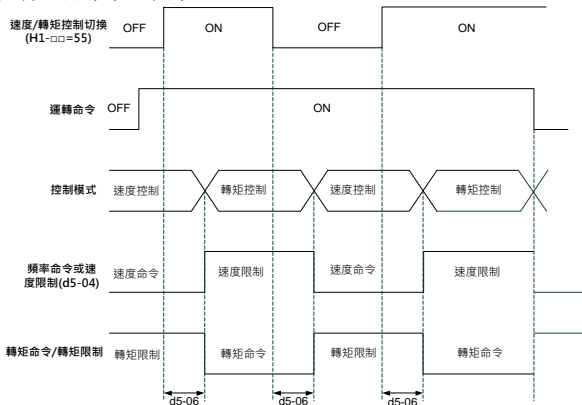 速度/轉矩控制切換
(H1-□□=55)
OFF
ON
OFF
ON
運轉命令
OFF
ON
控制模式
速度控制
轉矩控制
速度控制
轉矩控制
頻率命令或速
度限制(d5-04)
速度命令
速度限制
速度命令
速度限制
轉矩命令/轉矩限制
轉矩限制
轉矩命令
轉矩限制
轉矩命令
d5-06
d5-06
d5-06